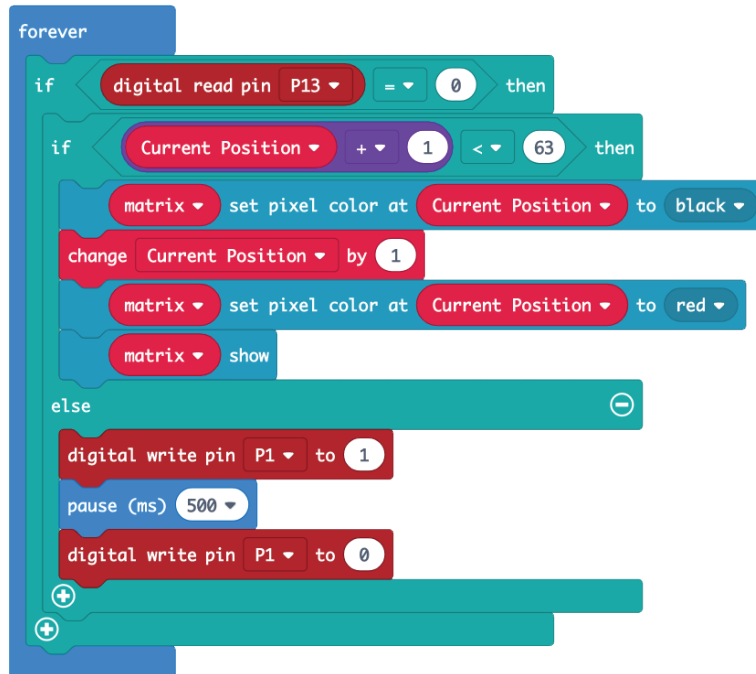 forever
if digital read pin P13 = 0 then
if Current Position + 1 < 63 then
matrix set pixel color at Current Position to black
change Current Position by 1
matrix set pixel color at Current Position to red
matrix show
else
digital write pin P1 to 1
pause (ms) 500
digital write pin P1 to 0